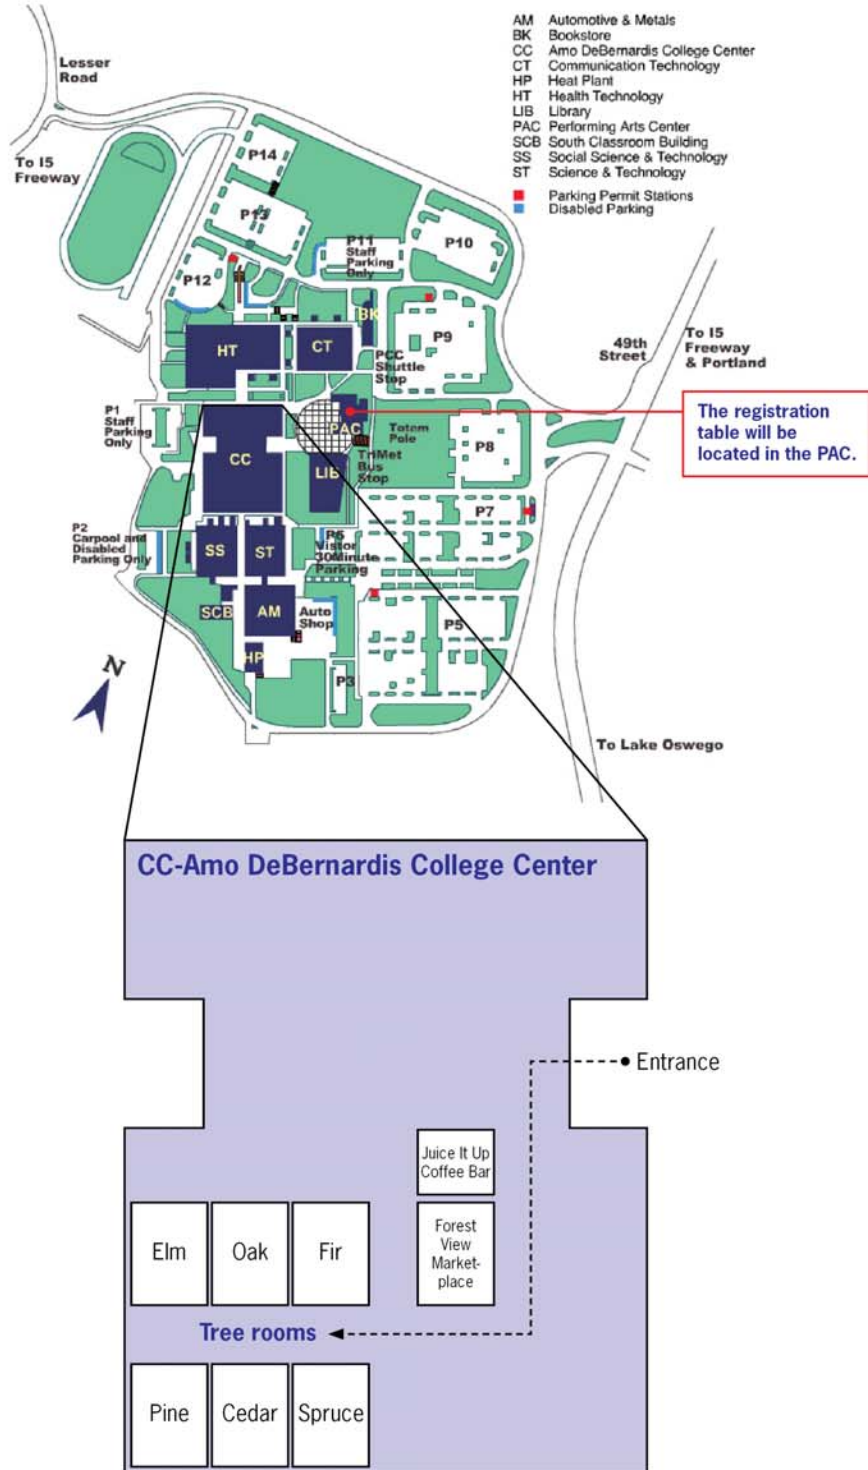 AM Automotive & Metals
BK Bookstore
CC Amo DeBernardis College Center
CT Communication Technology
HP Heat Plant
HT Health Technology
LIB Library
PAC Performing Arts Center
SCB South Classroom Building
SS Social Science & Technology
ST Science & Technology
Parking Permit Stations
Disabled Parking
Lesser
Road
To I5
Freeway
P14
P13
P12
P11
Staff
Parking
Only
P10
BK
HT
CT
P9
PCC
Shuttle
Stop
49th
Street
To I5
Freeway
& Portland
P1
Staff
Parking
Only
PAC
Totem
Pole
P8
The registration
table will be
located in the PAC.
CC
LIB
TriMet
Bus
Stop
P7
P2
Carpool and
Disabled
Parking Only
SS
ST
P6
Vistor
30Minute
Parking
SCB
AM
Auto
Shop
P5
HP
P3
N
To Lake Oswego
CC-Amo DeBernardis College Center
Entrance
Juice It Up
Coffee Bar
Elm
Oak
Fir
Forest
View
Market-
place
Tree rooms
Pine
Cedar
Spruce